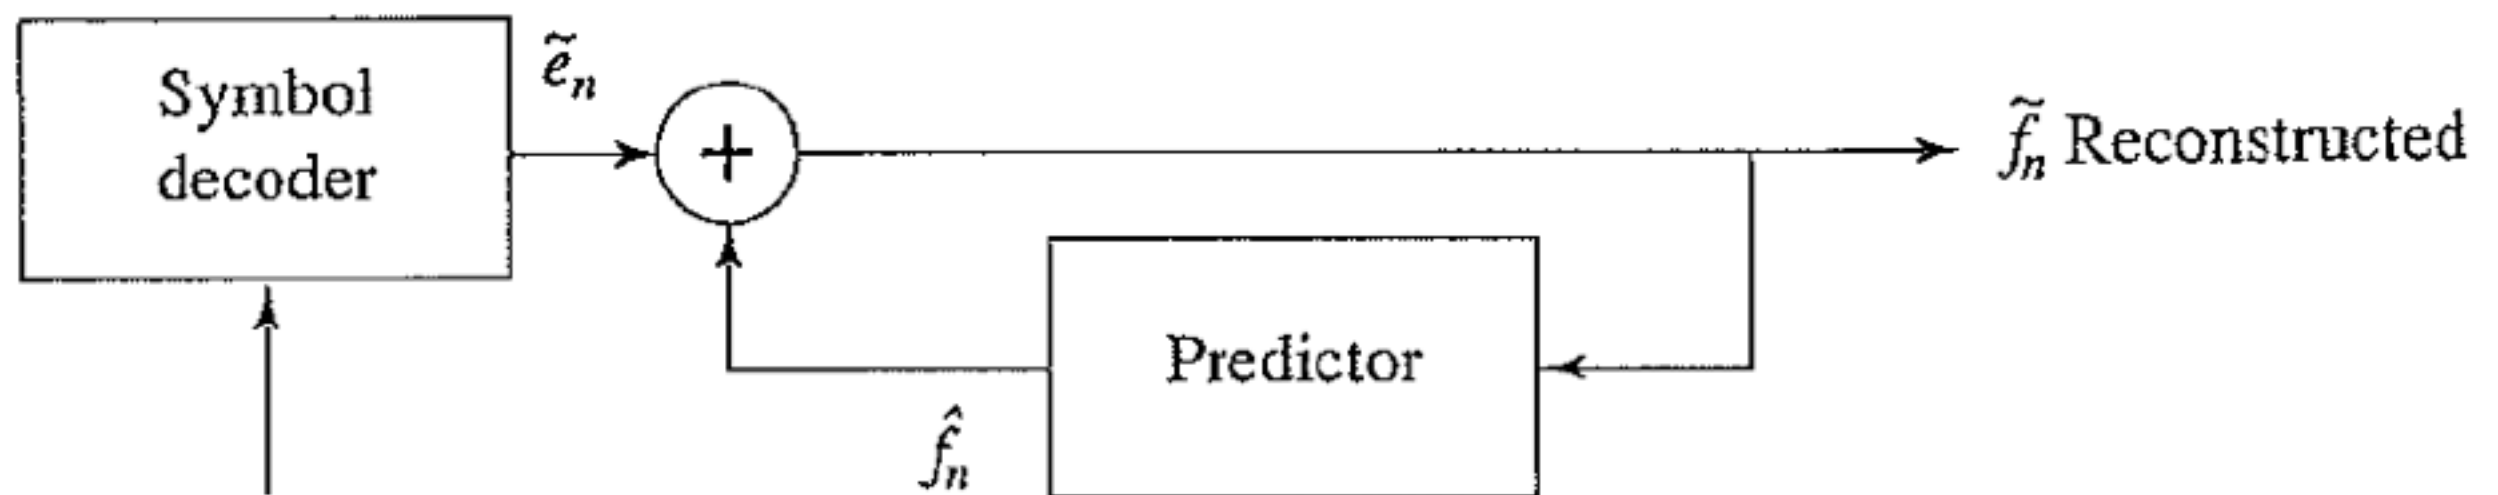 Symbol
decoder
ẽₙ
+
f̃ₙ Reconstructed
Predictor
f̂ₙ